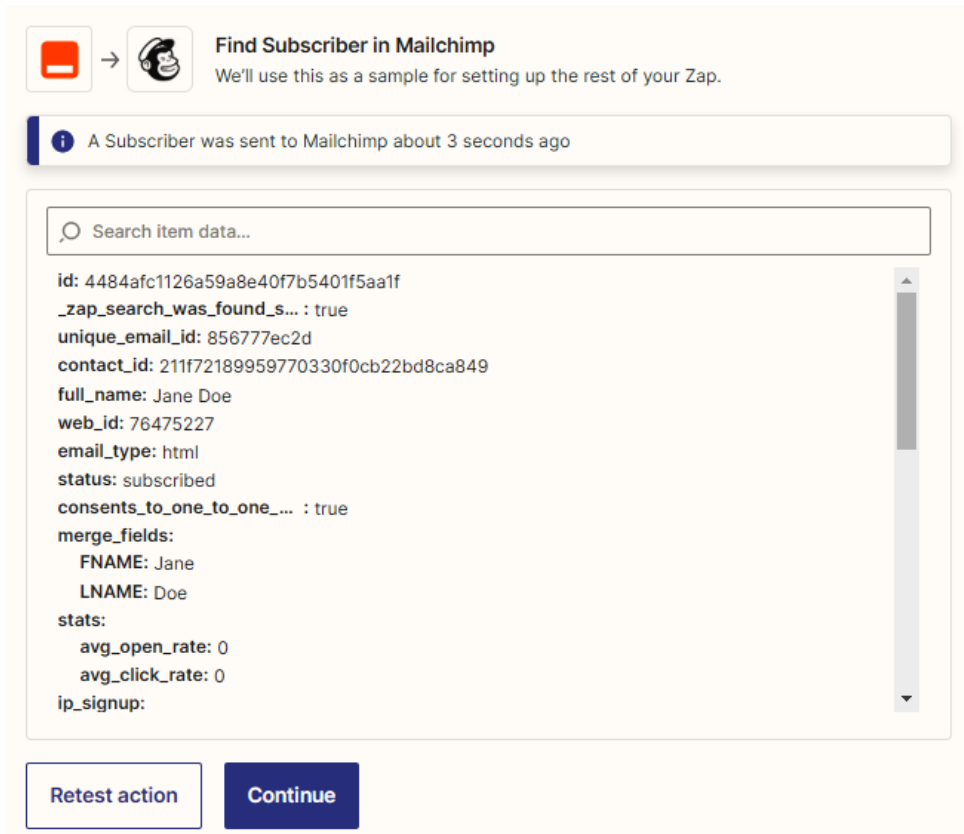 Find Subscriber in Mailchimp
We'll use this as a sample for setting up the rest of your Zap.
A Subscriber was sent to Mailchimp about 3 seconds ago
Search item data...
id: 4484afc1126a59a8e40f7b5401f5aa1f
_zap_search_was_found_s... : true
unique_email_id: 856777ec2d
contact_id: 211f72189959770330f0cb22bd8ca849
full_name: Jane Doe
web_id: 76475227
email_type: html
status: subscribed
consents_to_one_to_one_... : true
merge_fields:
FNAME: Jane
LNAME: Doe
stats:
avg_open_rate: 0
avg_click_rate: 0
ip_signup:
Retest action
Continue